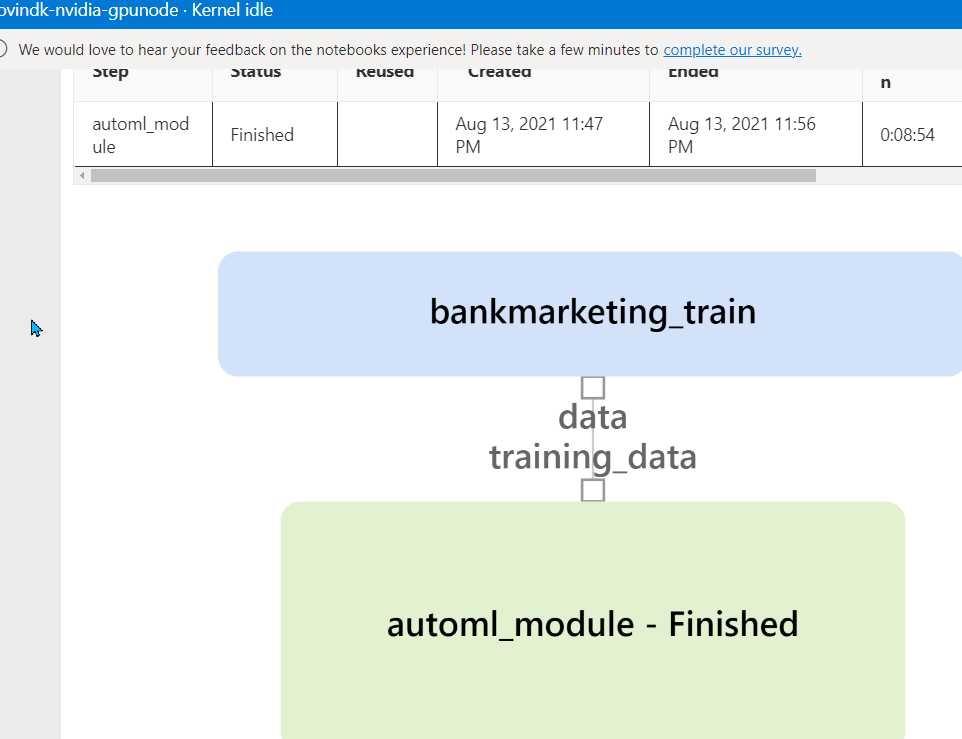 ovindk-nvidia-gpunode · Kernel idle
We would love to hear your feedback on the notebooks experience! Please take a few minutes to complete our survey.
Step Status Reused Created Ended
n
automl_mod
ule
Finished
Aug 13, 2021 11:47
PM
Aug 13, 2021 11:56
PM
0:08:54
bankmarketing_train
data
training_data
automl_module - Finished